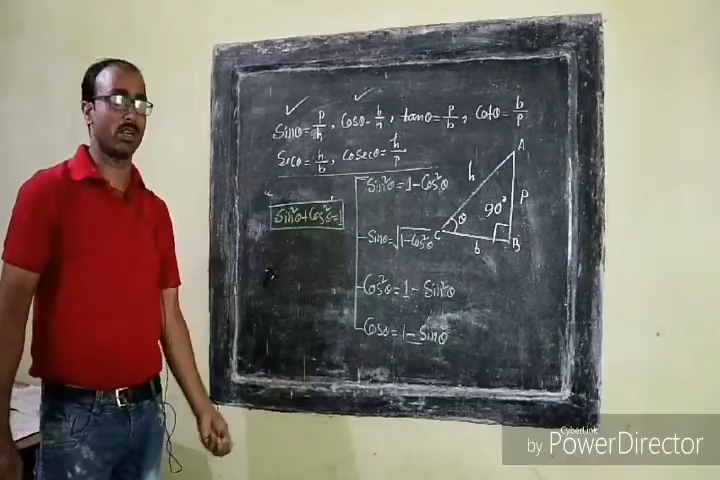 Sinθ = p/h , Cosθ = b/h , tanθ = p/b , Cotθ = b/p
Secθ = h/b , Cosecθ = h/p
Sin²θ = 1 - Cos²θ
Sin²θ + Cos²θ = 1
Sinθ = √1 - Cos²θ
Cos²θ = 1 - Sin²θ
Cosθ = 1 - Sinθ
A
h
p
90°
θ
C
b
B
CyberLink
by PowerDirector